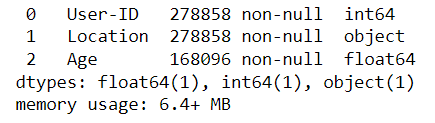 0 User-ID 278858 non-null int64
1 Location 278858 non-null object
2 Age 168096 non-null float64
dtypes: float64(1), int64(1), object(1)
memory usage: 6.4+ MB